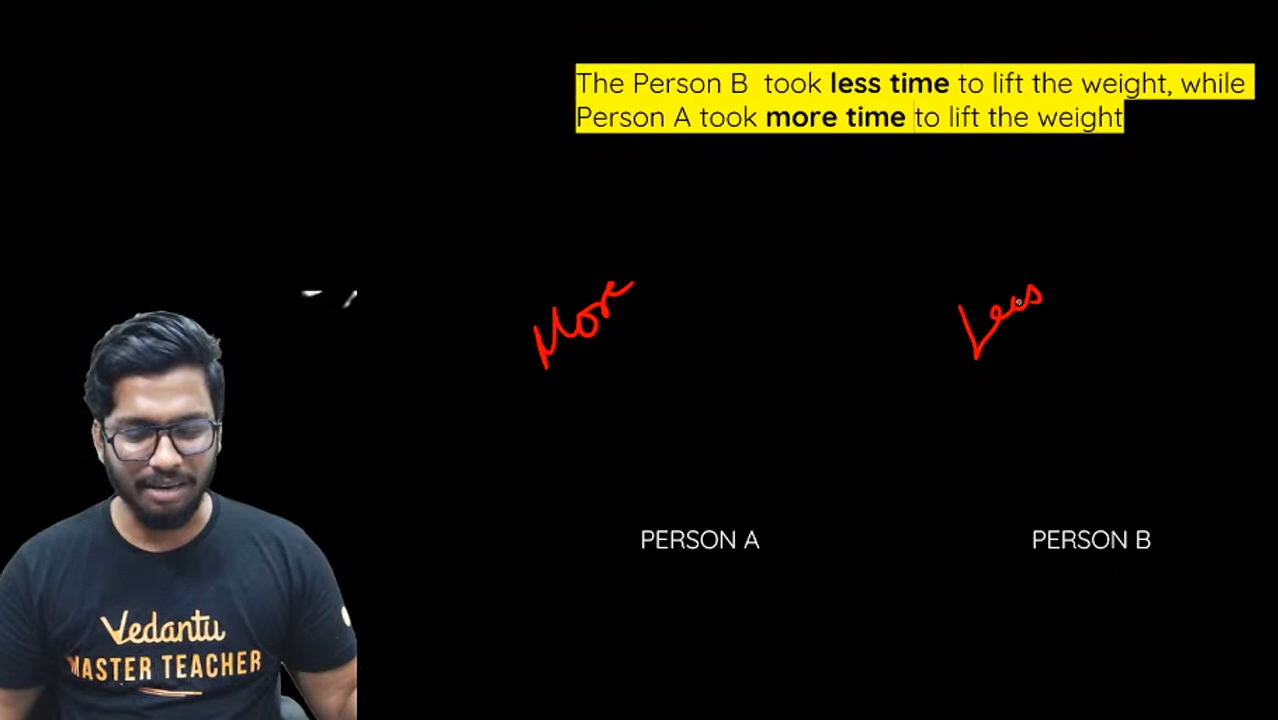 The Person B took less time to lift the weight, while
Person A took more time to lift the weight
More
Less
PERSON A
PERSON B
Vedantu
MASTER TEACHER